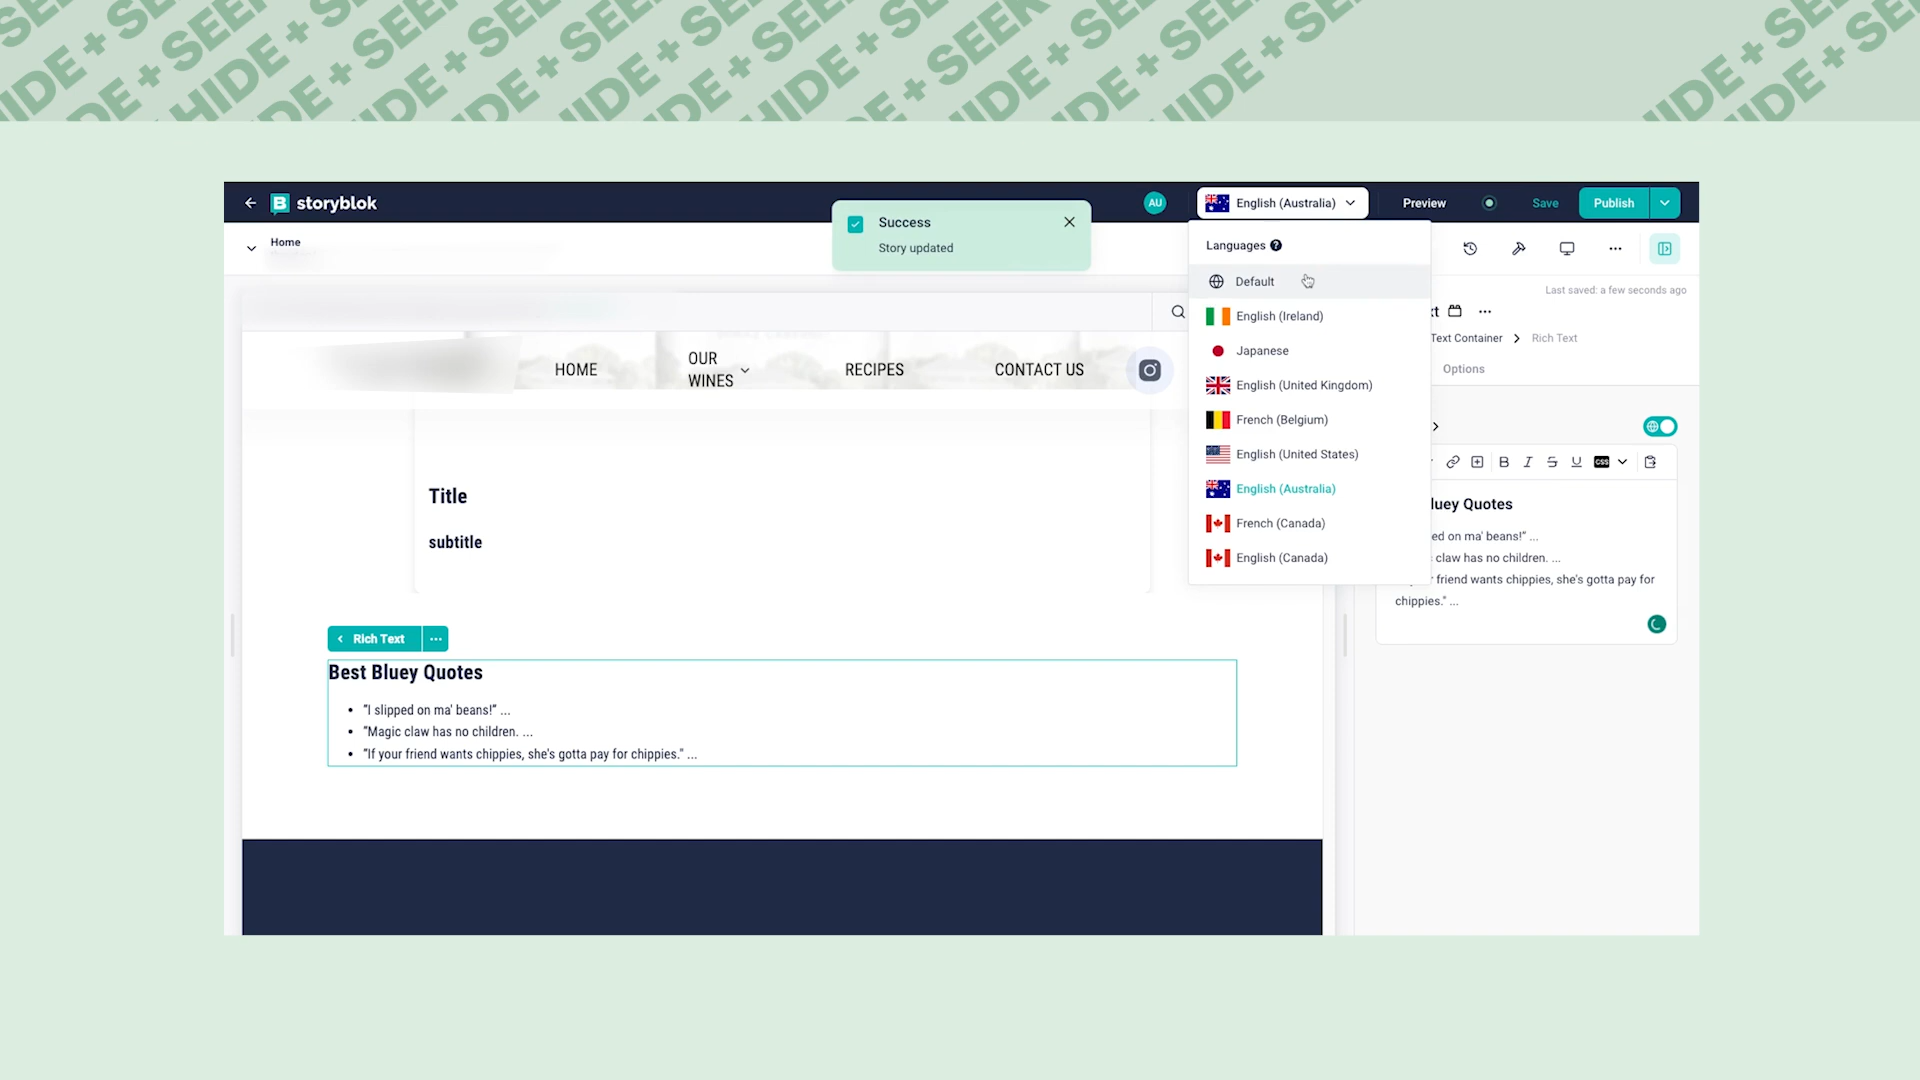 HIDE + SEEK
storyblok
AU
English (Australia)
Preview
Save
Publish
Success
Story updated
Home
Languages
Default
English (Ireland)
Japanese
English (United Kingdom)
French (Belgium)
English (United States)
English (Australia)
French (Canada)
English (Canada)
Last saved: a few seconds ago
Text Container
Rich Text
Options
HOME
OUR
WINES
RECIPES
CONTACT US
CSS
Title
subtitle
luey Quotes
ed on ma' beans!" ...
claw has no children. ...
friend wants chippies, she's gotta pay for
chippies." ...
Rich Text
Best Bluey Quotes
"I slipped on ma' beans!" ...
"Magic claw has no children. ...
"If your friend wants chippies, she's gotta pay for chippies." ...